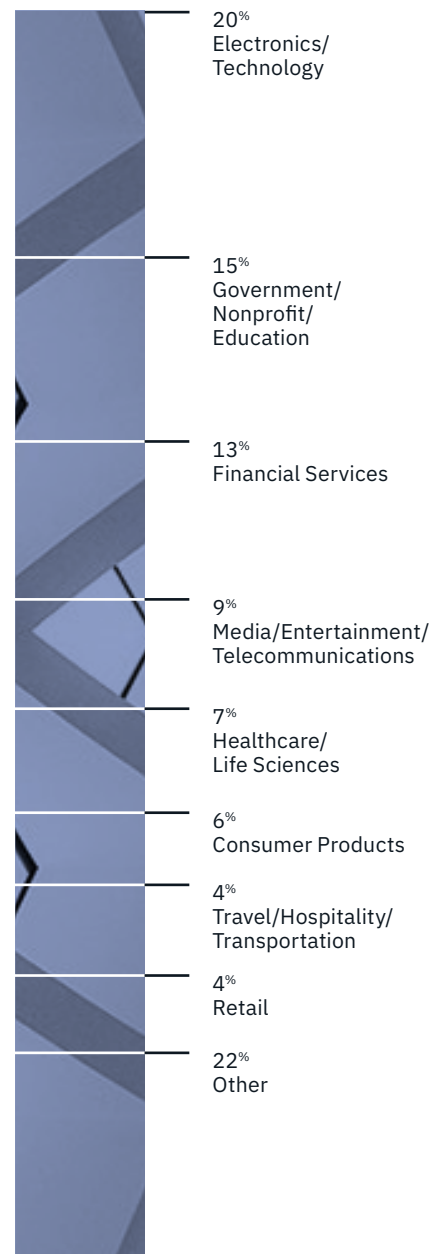 20%
Electronics/
Technology
15%
Government/
Nonprofit/
Education
13%
Financial Services
9%
Media/Entertainment/
Telecommunications
7%
Healthcare/
Life Sciences
6%
Consumer Products
4%
Travel/Hospitality/
Transportation
4%
Retail
22%
Other